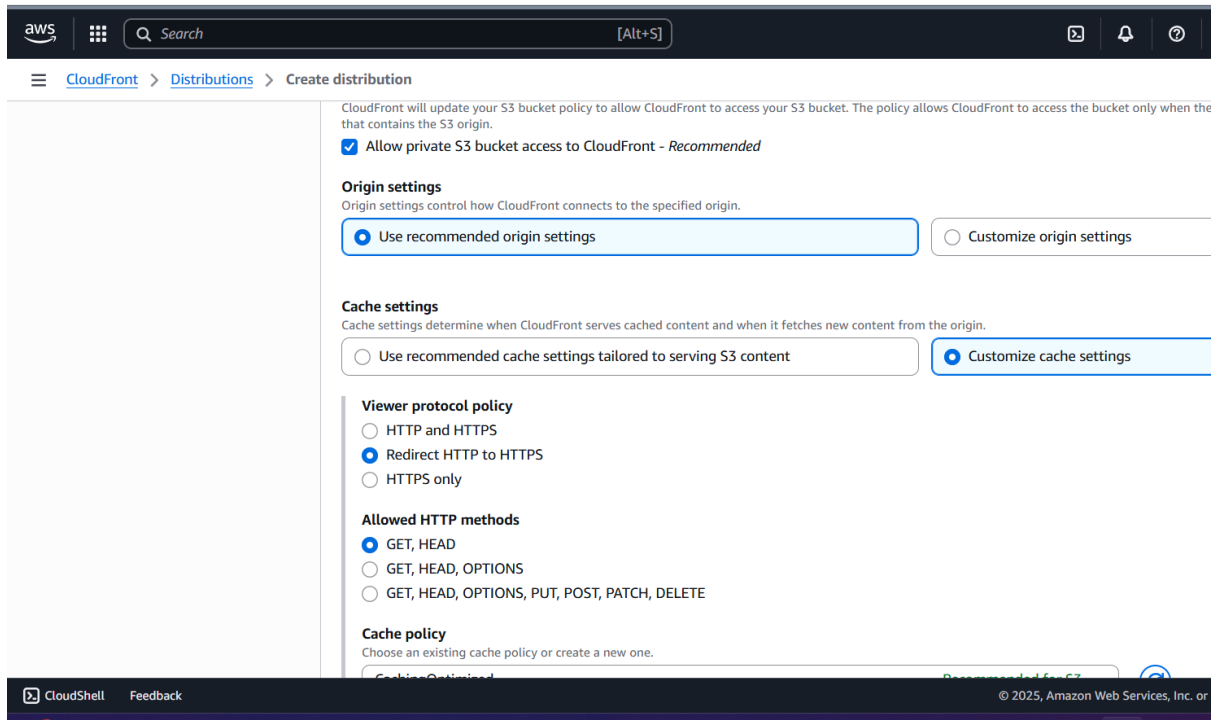 aws
Search [Alt+S]
CloudFront > Distributions > Create distribution
CloudFront will update your S3 bucket policy to allow CloudFront to access your S3 bucket. The policy allows CloudFront to access the bucket only when the
that contains the S3 origin.
Allow private S3 bucket access to CloudFront - Recommended
Origin settings
Origin settings control how CloudFront connects to the specified origin.
Use recommended origin settings
Customize origin settings
Cache settings
Cache settings determine when CloudFront serves cached content and when it fetches new content from the origin.
Use recommended cache settings tailored to serving S3 content
Customize cache settings
Viewer protocol policy
HTTP and HTTPS
Redirect HTTP to HTTPS
HTTPS only
Allowed HTTP methods
GET, HEAD
GET, HEAD, OPTIONS
GET, HEAD, OPTIONS, PUT, POST, PATCH, DELETE
Cache policy
Choose an existing cache policy or create a new one.
CachingOptimized Recommended for S3
CloudShell Feedback © 2025, Amazon Web Services, Inc. or